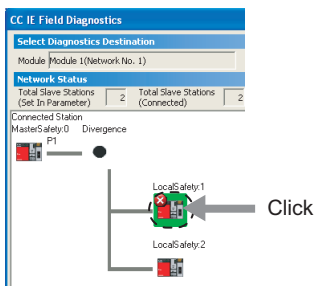 CC IE Field Diagnostics
Select Diagnostics Destination
Module Module 1(Network No. 1)
Network Status
Total Slave Stations (Set In Parameter) 2 Total Slave Stations (Connected) 2
Connected Station
MasterSafety:0 Divergence
P1
LocalSafety:1
Click
LocalSafety:2